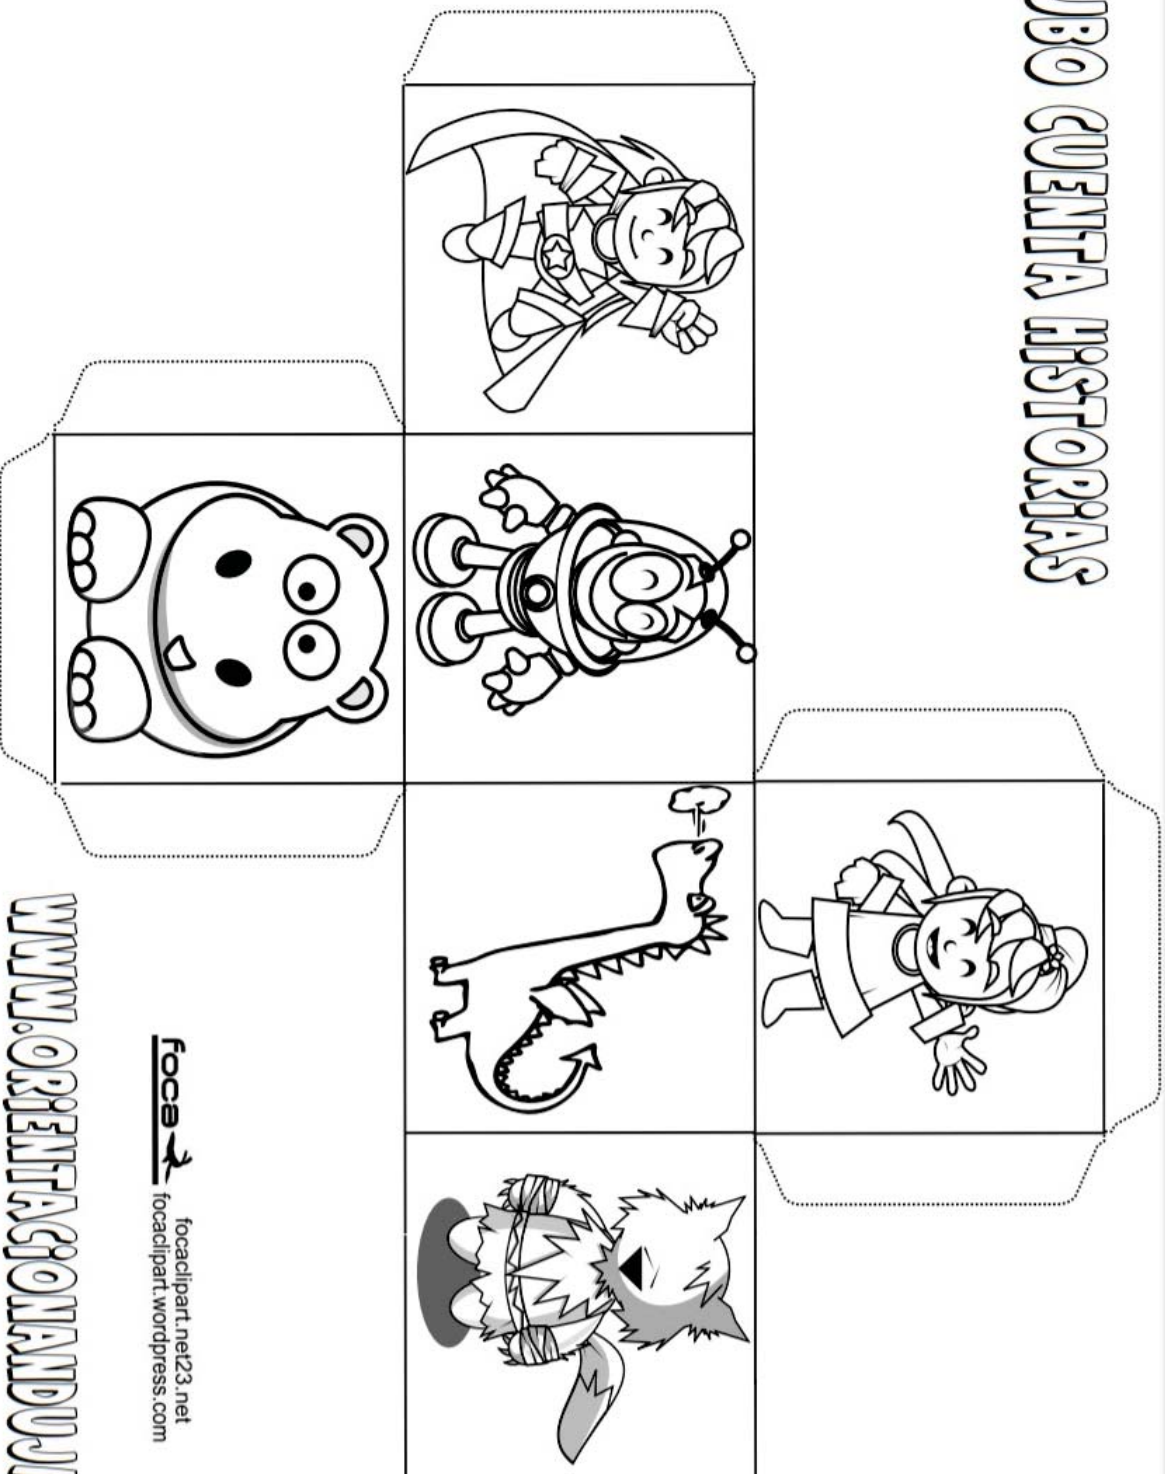 UBO CUENTA HiSTORiAS
foca
focaclipart.net23.net
focaclipart.wordpress.com
WWW.ORiENTACiONANDUJ